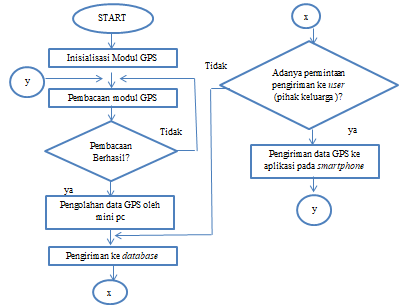 START
Inisialisasi Modul GPS
y
Pembacaan modul GPS
Tidak
Pembacaan
Berhasil?
ya
Pengolahan data GPS oleh
mini pc
Pengiriman ke database
x
x
Tidak
Adanya permintaan
pengiriman ke user
(pihak keluarga)?
ya
Pengiriman data GPS ke
aplikasi pada smartphone
y